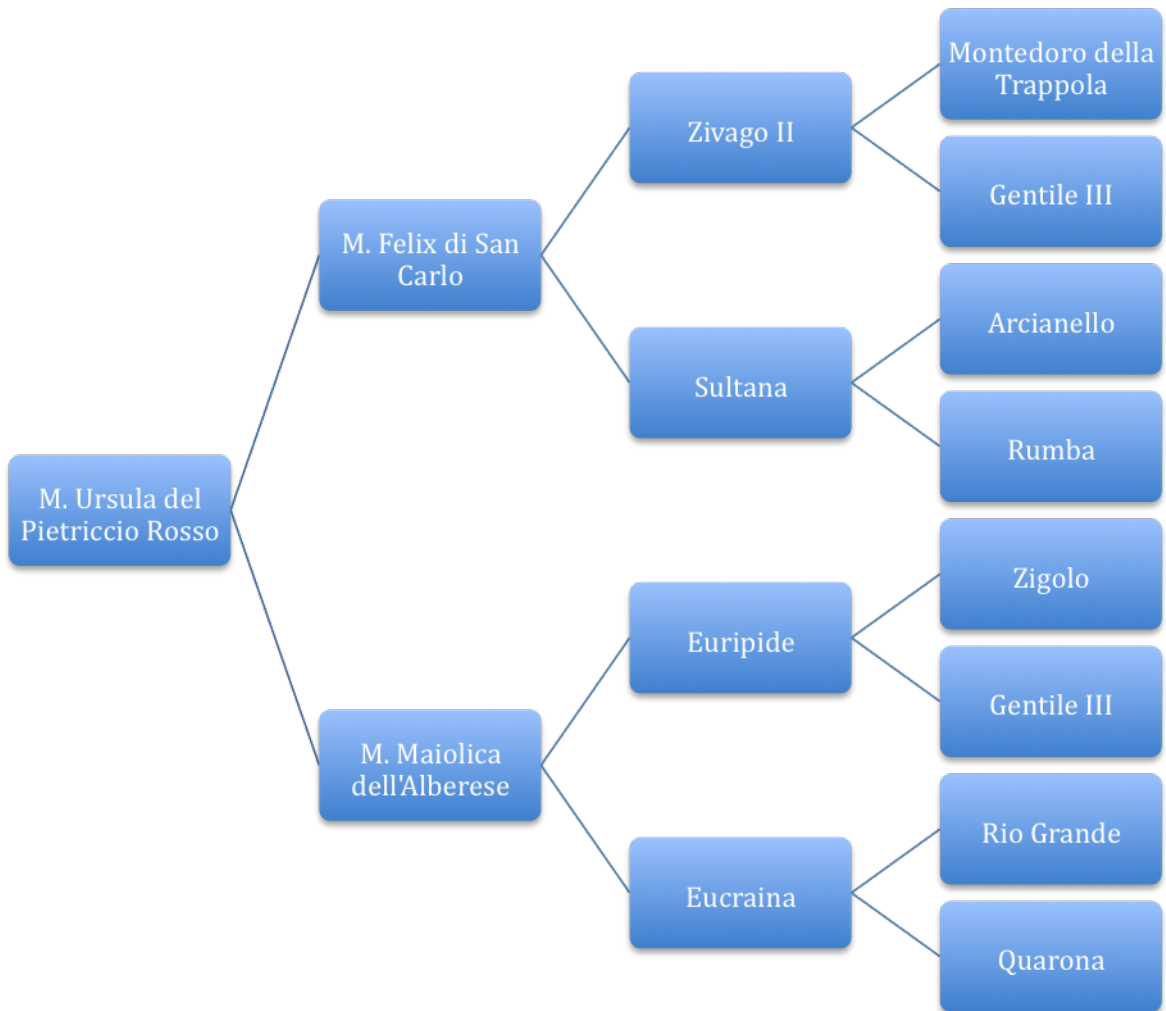 Montedoro della
Trappola
Zivago II
Gentile III
M. Felix di San
Carlo
Arcianello
Sultana
Rumba
M. Ursula del
Pietriccio Rosso
Zigolo
Euripide
Gentile III
M. Maiolica
dell'Alberese
Rio Grande
Eucraina
Quarona